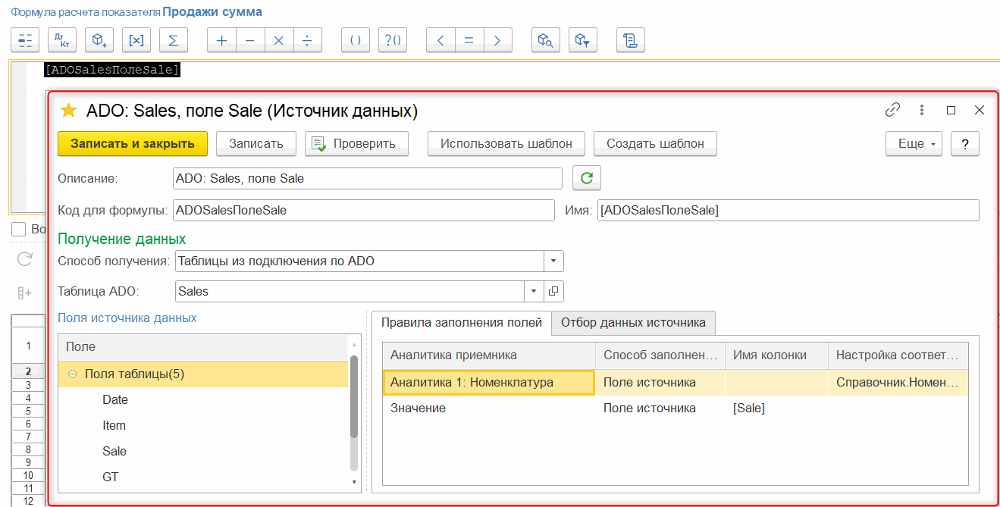 Формула расчета показателя Продажи сумма
Дт Кт [x] Σ + − × ÷ () ?() < = >
[ADOSalesПолеSale]
ADO: Sales, поле Sale (Источник данных)
Записать и закрыть Записать Проверить Использовать шаблон Создать шаблон Еще ?
Описание: ADO: Sales, поле Sale
Код для формулы: ADOSalesПолеSale Имя: [ADOSalesПолеSale]
Во
Получение данных
Способ получения: Таблицы из подключения по ADO
Таблица ADO: Sales
Поля источника данных
Правила заполнения полей Отбор данных источника
Поле
Поля таблицы(5)
Date
Item
Sale
GT
Аналитика приемника Способ заполнен... Имя колонки Настройка соответ...
Аналитика 1: Номенклатура Поле источника Справочник.Номен...
Значение Поле источника [Sale]
1
2
3
4
5
6
7
8
9
10
11
12